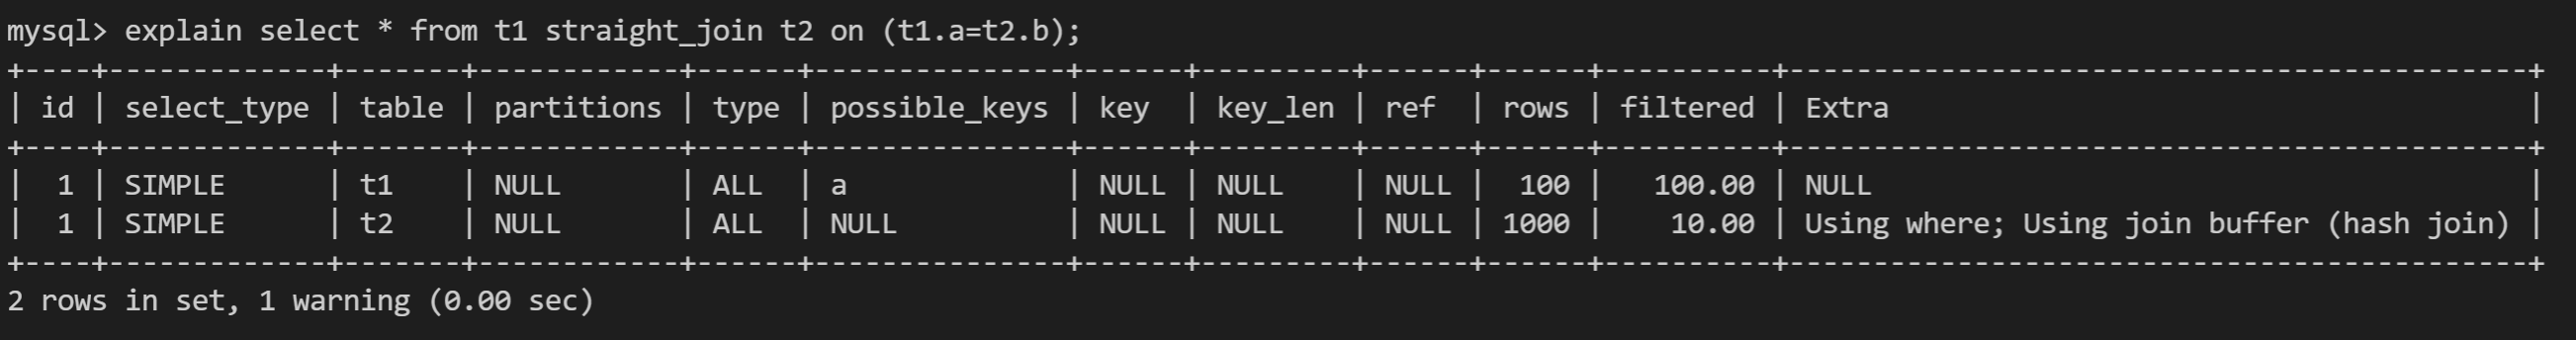 mysql> explain select * from t1 straight_join t2 on (t1.a=t2.b);
+----+-------------+-------+------------+------+---------------+------+---------+------+------+----------+--------------------------------------------+
| id | select_type | table | partitions | type | possible_keys | key  | key_len | ref  | rows | filtered | Extra                                      |
+----+-------------+-------+------------+------+---------------+------+---------+------+------+----------+--------------------------------------------+
|  1 | SIMPLE      | t1    | NULL       | ALL  | a             | NULL | NULL    | NULL |  100 |   100.00 | NULL                                       |
|  1 | SIMPLE      | t2    | NULL       | ALL  | NULL          | NULL | NULL    | NULL | 1000 |    10.00 | Using where; Using join buffer (hash join) |
+----+-------------+-------+------------+------+---------------+------+---------+------+------+----------+--------------------------------------------+
2 rows in set, 1 warning (0.00 sec)